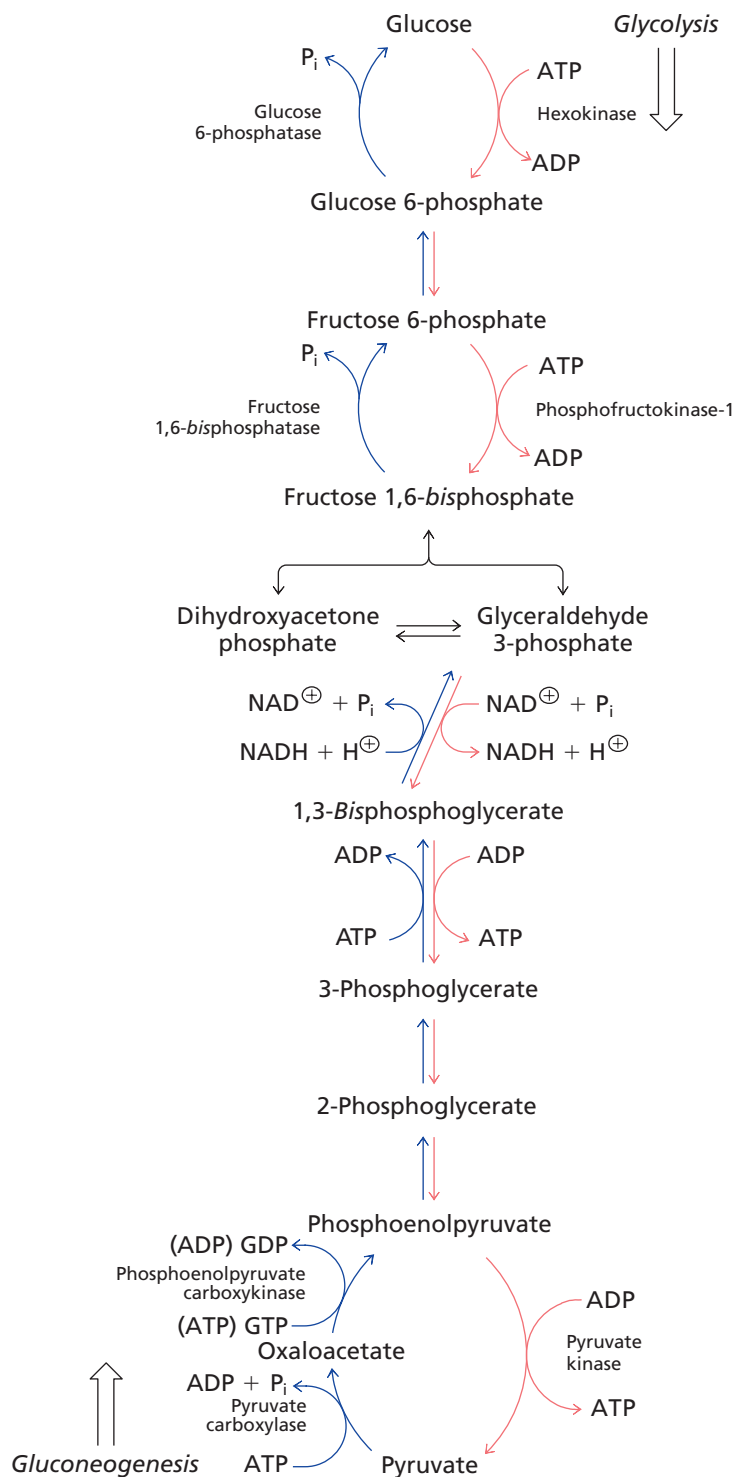 Glucose
Glycolysis
Pi
ATP
Glucose
6-phosphatase
Hexokinase
ADP
Glucose 6-phosphate
Fructose 6-phosphate
Pi
ATP
Fructose
1,6-bisphosphatase
Phosphofructokinase-1
ADP
Fructose 1,6-bisphosphate
Dihydroxyacetone
phosphate
Glyceraldehyde
3-phosphate
NAD⊕ + Pi
NAD⊕ + Pi
NADH + H⊕
NADH + H⊕
1,3-Bisphosphoglycerate
ADP
ADP
ATP
ATP
3-Phosphoglycerate
2-Phosphoglycerate
Phosphoenolpyruvate
(ADP) GDP
Phosphoenolpyruvate
carboxykinase
(ATP) GTP
ADP
Oxaloacetate
Pyruvate
kinase
ADP + Pi
Pyruvate
carboxylase
ATP
Gluconeogenesis
ATP
Pyruvate